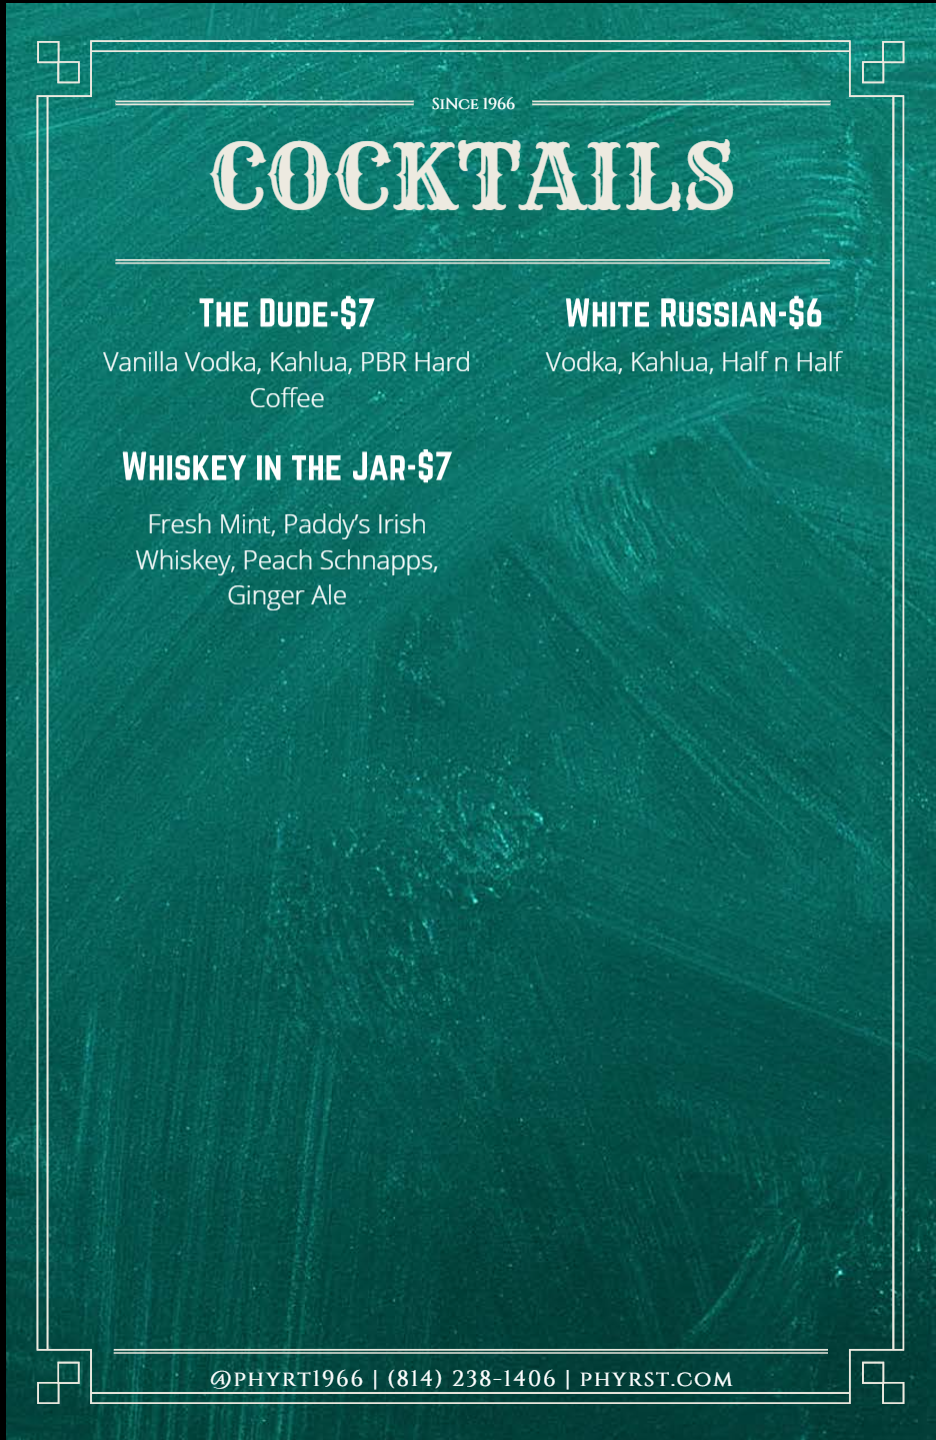 SINCE 1966
COCKTAILS
THE DUDE-$7
Vanilla Vodka, Kahlua, PBR Hard
Coffee
WHISKEY IN THE JAR-$7
Fresh Mint, Paddy's Irish
Whiskey, Peach Schnapps,
Ginger Ale
WHITE RUSSIAN-$6
Vodka, Kahlua, Half n Half
@PHYRT1966 | (814) 238-1406 | PHYRST.COM